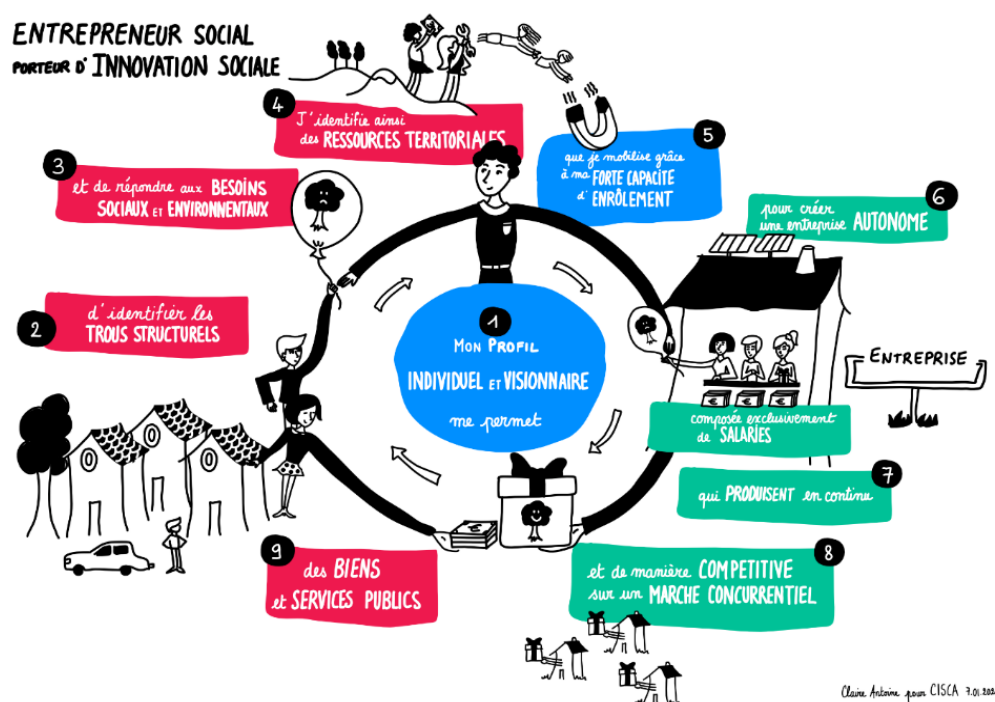 ENTREPRENEUR SOCIAL
PORTEUR D' INNOVATION SOCIALE
1
MON PROFIL
INDIVIDUEL ET VISIONNAIRE
me permet
2
d'identifier les
TROUS STRUCTURELS
3
et de répondre aux BESOINS
SOCIAUX ET ENVIRONNEMENTAUX
4
J'identifie ainsi
des RESSOURCES TERRITORIALES
5
que je mobilise grâce
à ma FORTE CAPACITE
d' ENRÔLEMENT
6
pour créer
une entreprise AUTONOME
ENTREPRISE
€ € €
composée exclusivement
de SALARIÉS
7
qui PRODUISENT en continu
8
et de manière COMPETITIVE
sur un MARCHE CONCURRENTIEL
9
des BIENS
et SERVICES PUBLICS
€
Claire Antoine pour CISCA 7.01.202